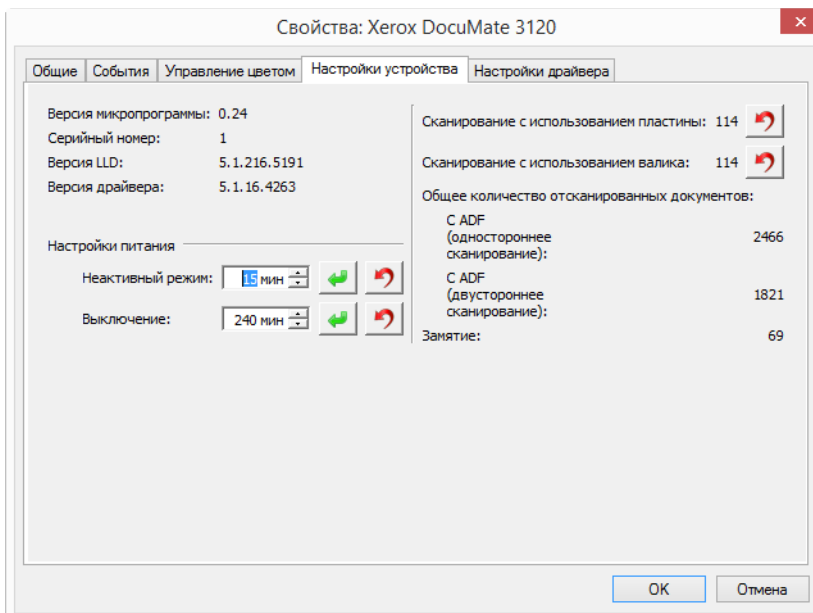 Свойства: Xerox DocuMate 3120
Общие
События
Управление цветом
Настройки устройства
Настройки драйвера
Версия микропрограммы: 0.24
Серийный номер: 1
Версия LLD: 5.1.216.5191
Версия драйвера: 5.1.16.4263
Настройки питания
Неактивный режим: 15 мин
Выключение: 240 мин
Сканирование с использованием пластины: 114
Сканирование с использованием валика: 114
Общее количество отсканированных документов:
С ADF
(одностороннее
сканирование): 2466
С ADF
(двустороннее
сканирование): 1821
Замятие: 69
OK
Отмена